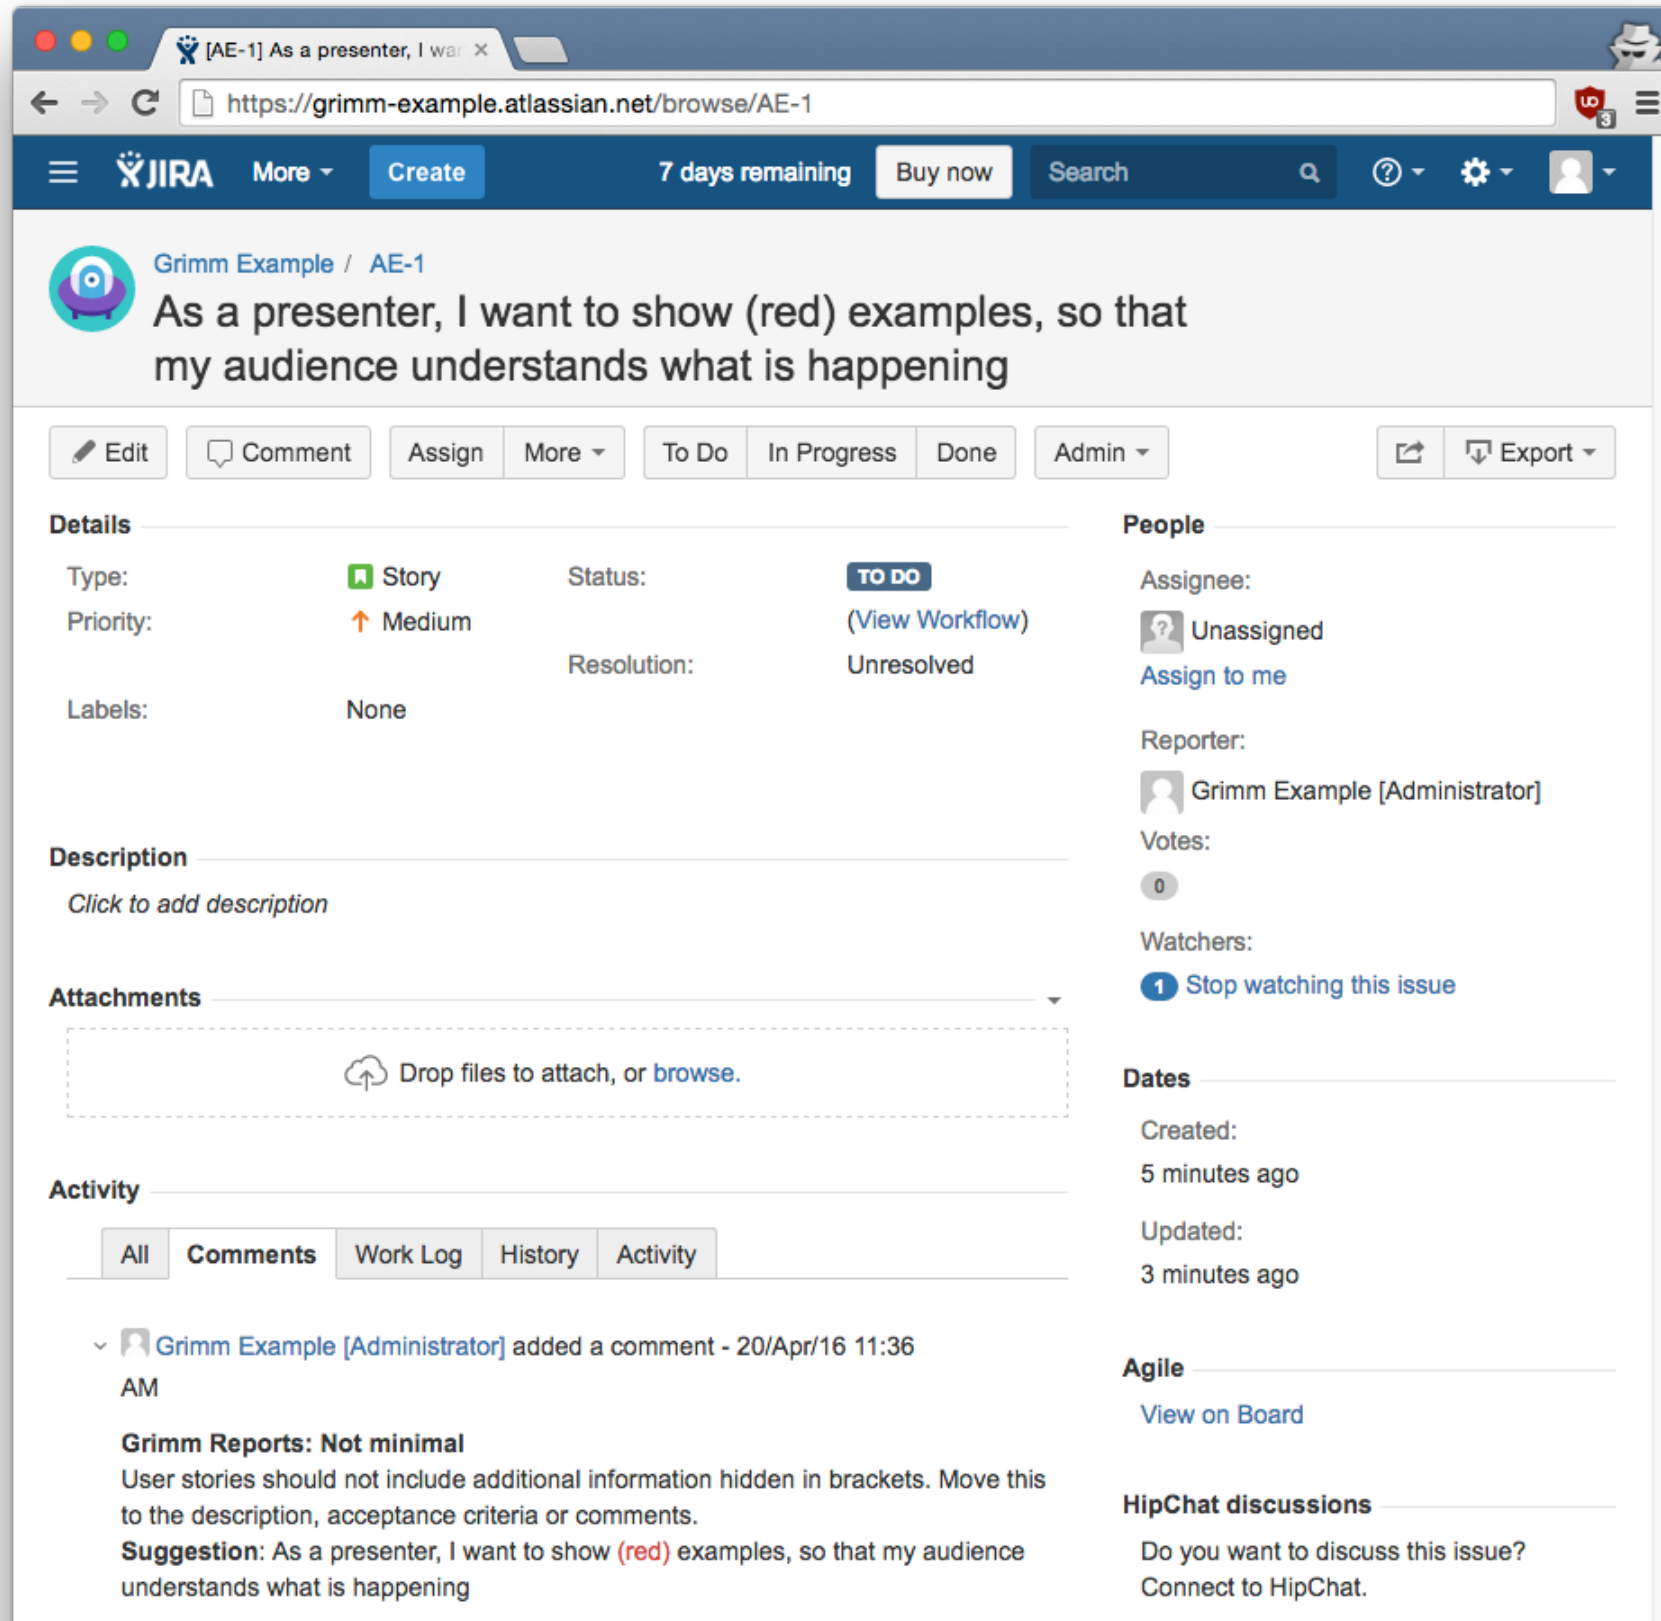 [AE-1] As a presenter, I wa
https://grimm-example.atlassian.net/browse/AE-1
UD 3
JIRA More Create 7 days remaining Buy now Search ?
Grimm Example / AE-1
As a presenter, I want to show (red) examples, so that
my audience understands what is happening
Edit Comment Assign More To Do In Progress Done Admin Export
Details
Type: Story Status: TO DO
Priority: Medium (View Workflow)
Resolution: Unresolved
Labels: None
Description
Click to add description
Attachments
Drop files to attach, or browse.
Activity
All Comments Work Log History Activity
Grimm Example [Administrator] added a comment - 20/Apr/16 11:36
AM
Grimm Reports: Not minimal
User stories should not include additional information hidden in brackets. Move this
to the description, acceptance criteria or comments.
Suggestion: As a presenter, I want to show (red) examples, so that my audience
understands what is happening
People
Assignee:
? Unassigned
Assign to me
Reporter:
Grimm Example [Administrator]
Votes:
0
Watchers:
1 Stop watching this issue
Dates
Created:
5 minutes ago
Updated:
3 minutes ago
Agile
View on Board
HipChat discussions
Do you want to discuss this issue?
Connect to HipChat.